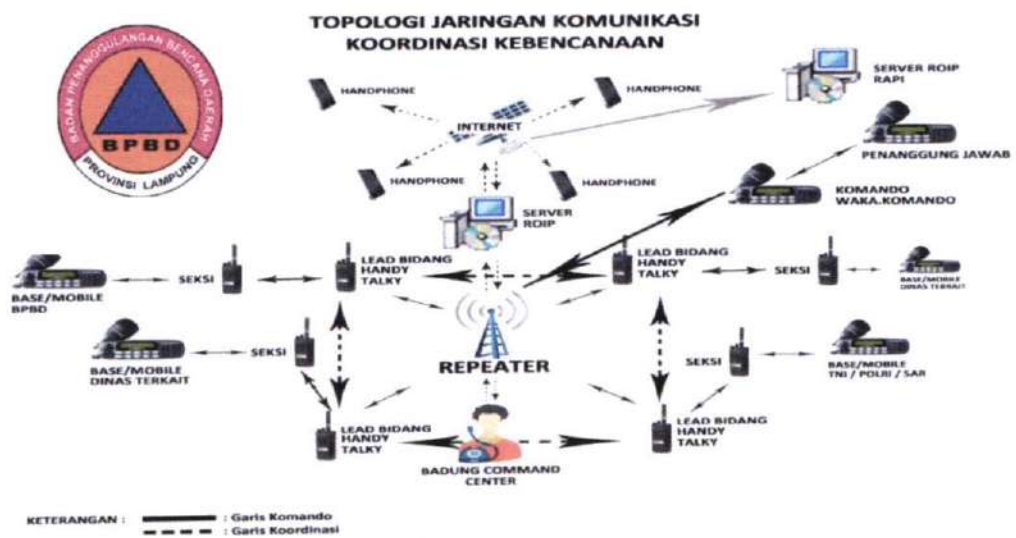 TOPOLOGI JARINGAN KOMUNIKASI
KOORDINASI KEBENCANAAN
BADAN PENANGGULANGAN BENCANA DAERAH
BPBD
PROVINSI LAMPUNG
HANDPHONE
HANDPHONE
SERVER ROIP
RAPI
INTERNET
PENANGGUNG JAWAB
HANDPHONE
HANDPHONE
KOMANDO
WAKA.KOMANDO
SERVER
ROIP
LEAD BIDANG
HANDY
TALKY
LEAD BIDANG
HANDY
TALKY
SEKSI
SEKSI
BASE/MOBILE
BPBD
BASE/MOBILE
DINAS TERKAIT
SEKSI
SEKSI
REPEATER
BASE/MOBILE
DINAS TERKAIT
BASE/MOBILE
TNI / POLRI / SAR
LEAD BIDANG
HANDY
TALKY
LEAD BIDANG
HANDY
TALKY
BADUNG COMMAND
CENTER
KETERANGAN :
: Garis Komando
: Garis Koordinasi